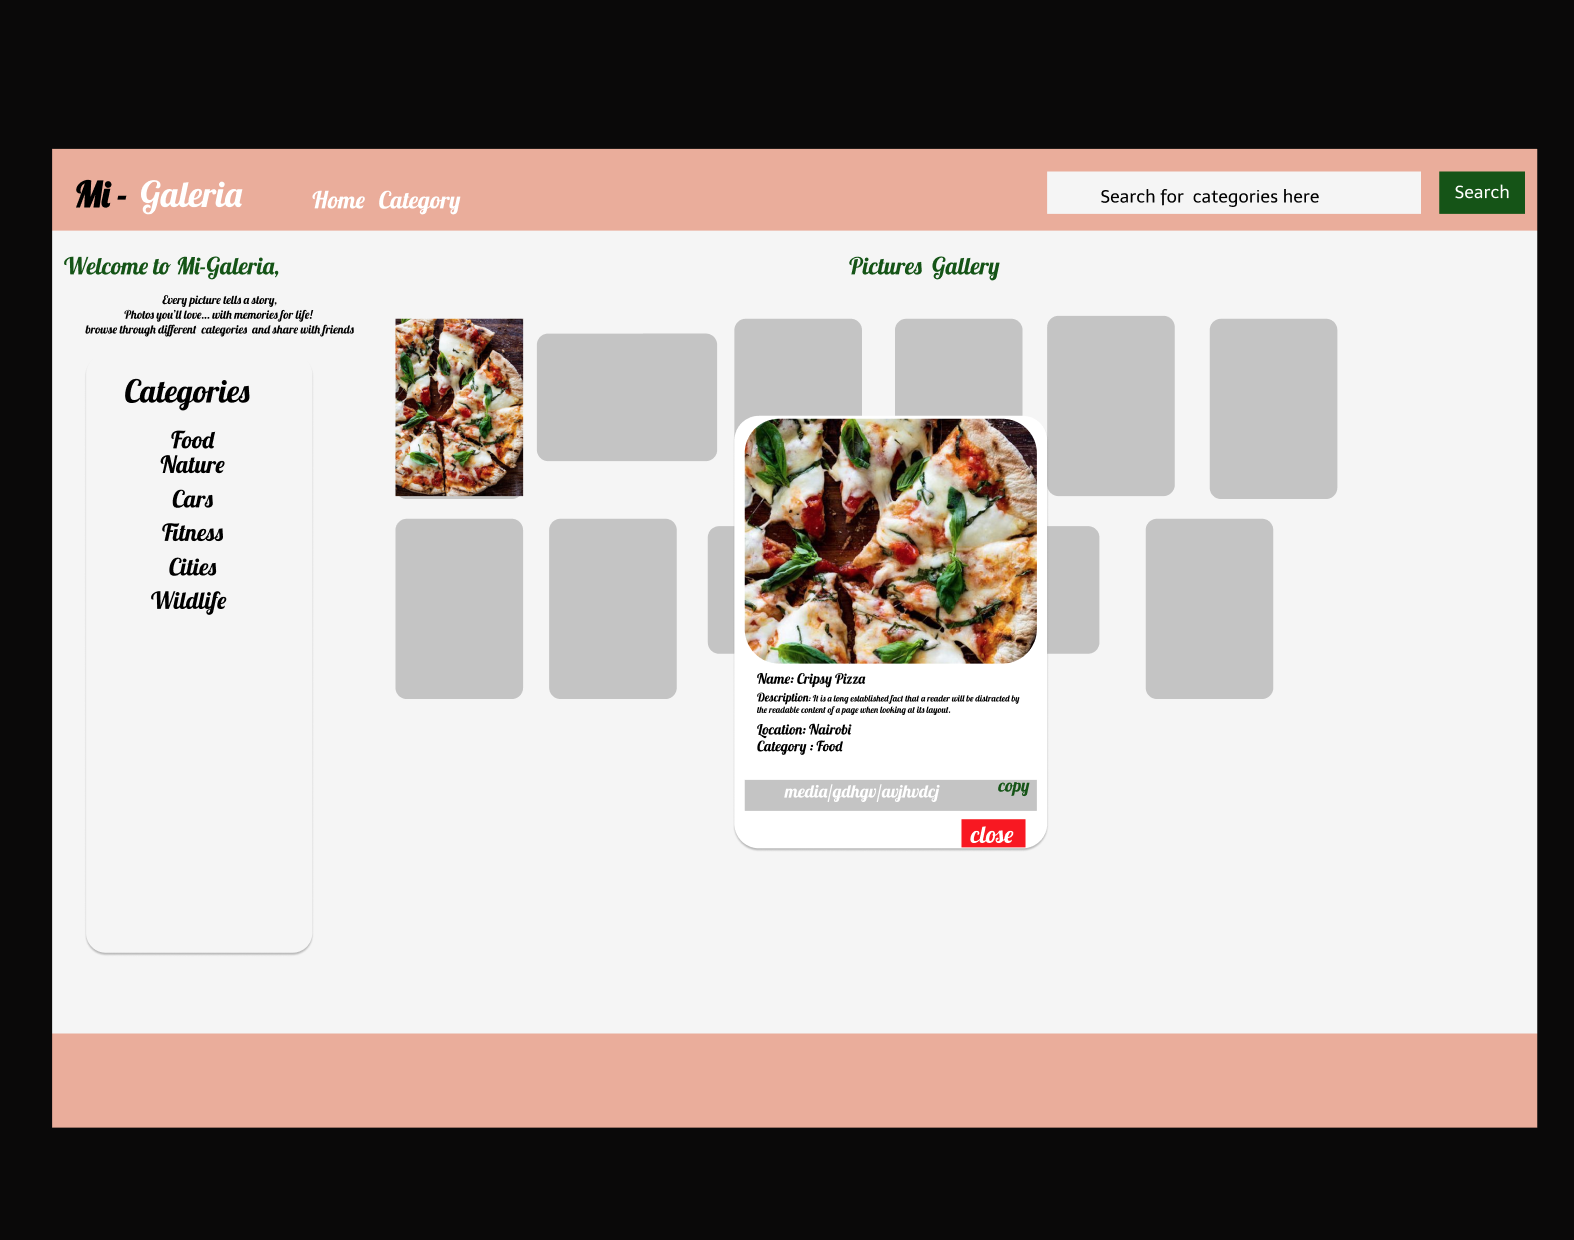 Mi - Galeria
Home Category
Search for categories here
Search
Welcome to Mi-Galeria,
Every picture tells a story,
Photos you'll love... with memories for life!
browse through different categories and share with friends
Categories
Food
Nature
Cars
Fitness
Cities
Wildlife
Pictures Gallery
Name: Cripsy Pizza
Description: It is a long established fact that a reader will be distracted by
the readable content of a page when looking at its layout.
Location: Nairobi
Category : Food
media/gdhgv/avjhvdcj
copy
close